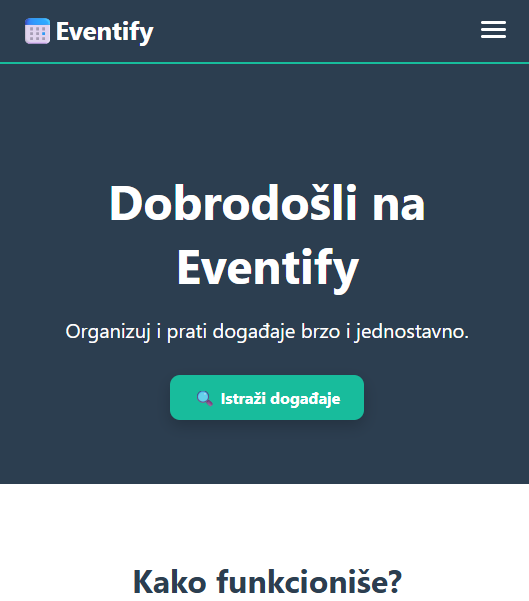 Eventify
Dobrodošli na
Eventify
Organizuj i prati događaje brzo i jednostavno.
Istraži događaje
Kako funkcioniše?